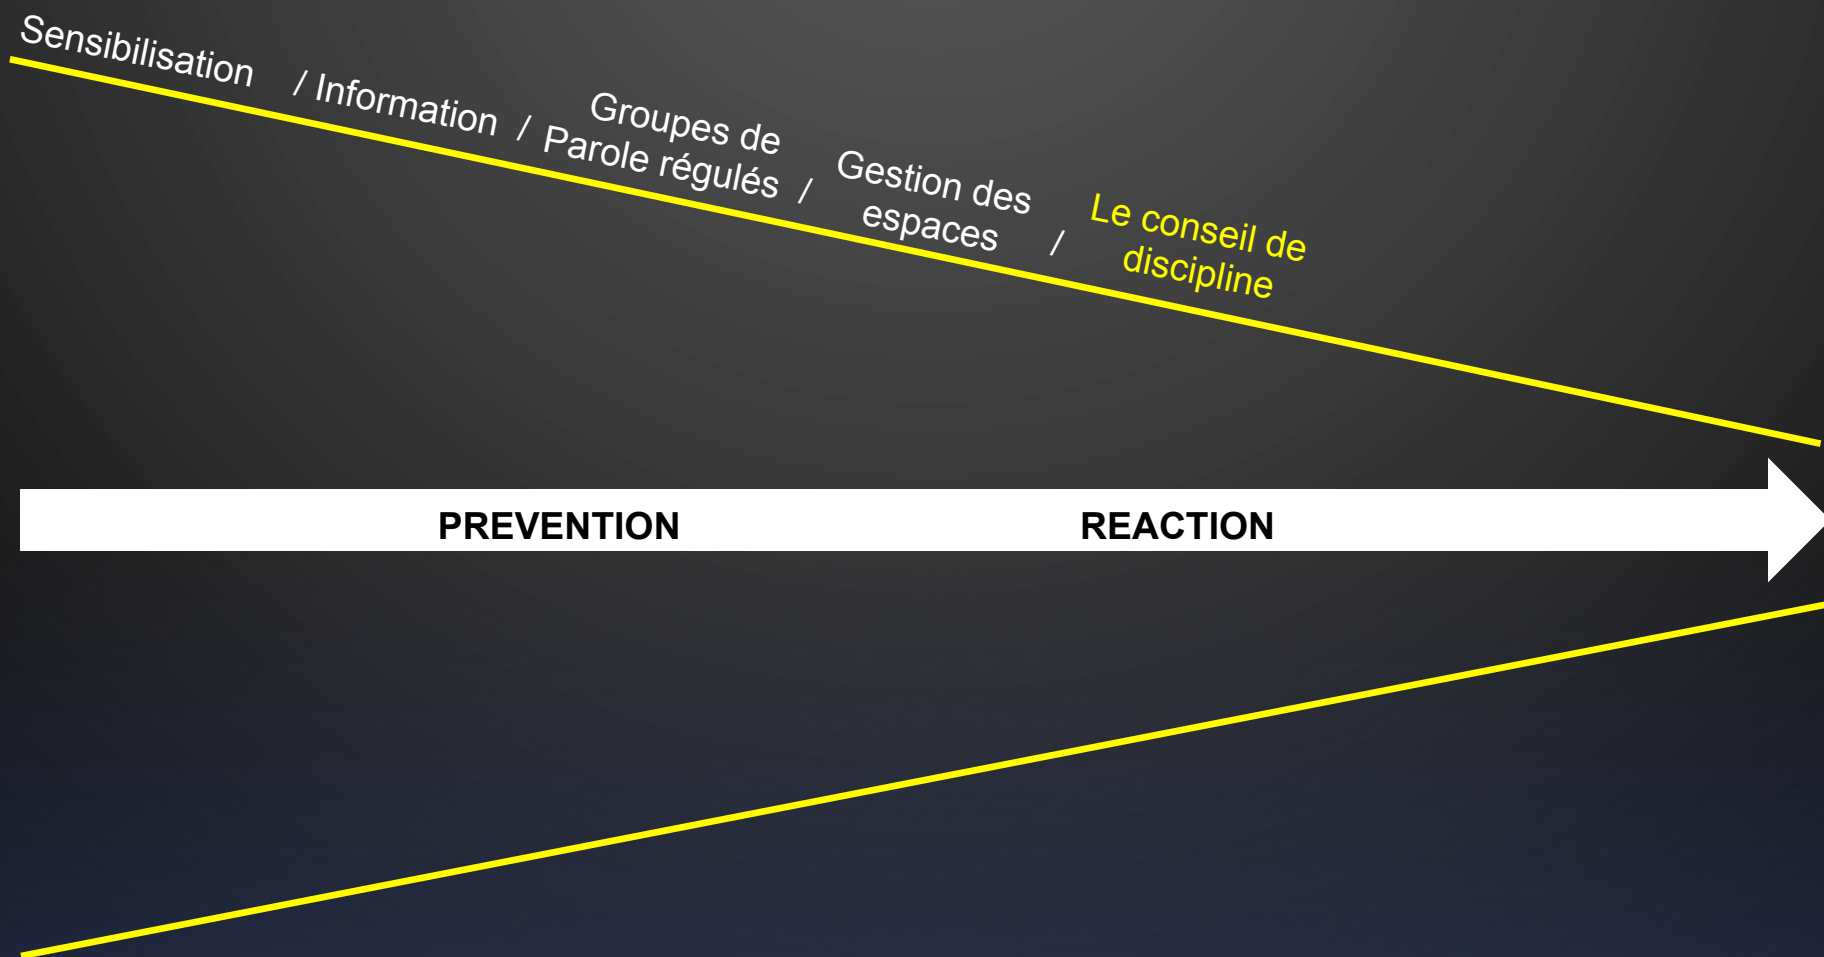 Sensibilisation / Information / Groupes de
Parole régulés / Gestion des
espaces / Le conseil de
discipline
PREVENTION REACTION